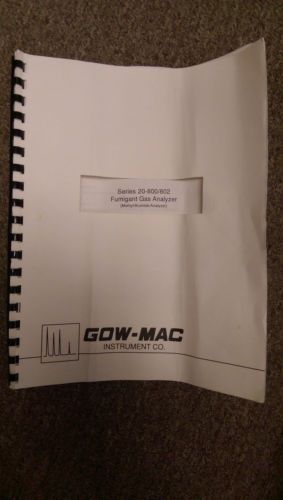 Series 20-800/802
Fumigant Gas Analyzer
(Methyl Bromide Analyzer)
GOW-MAC
INSTRUMENT CO.